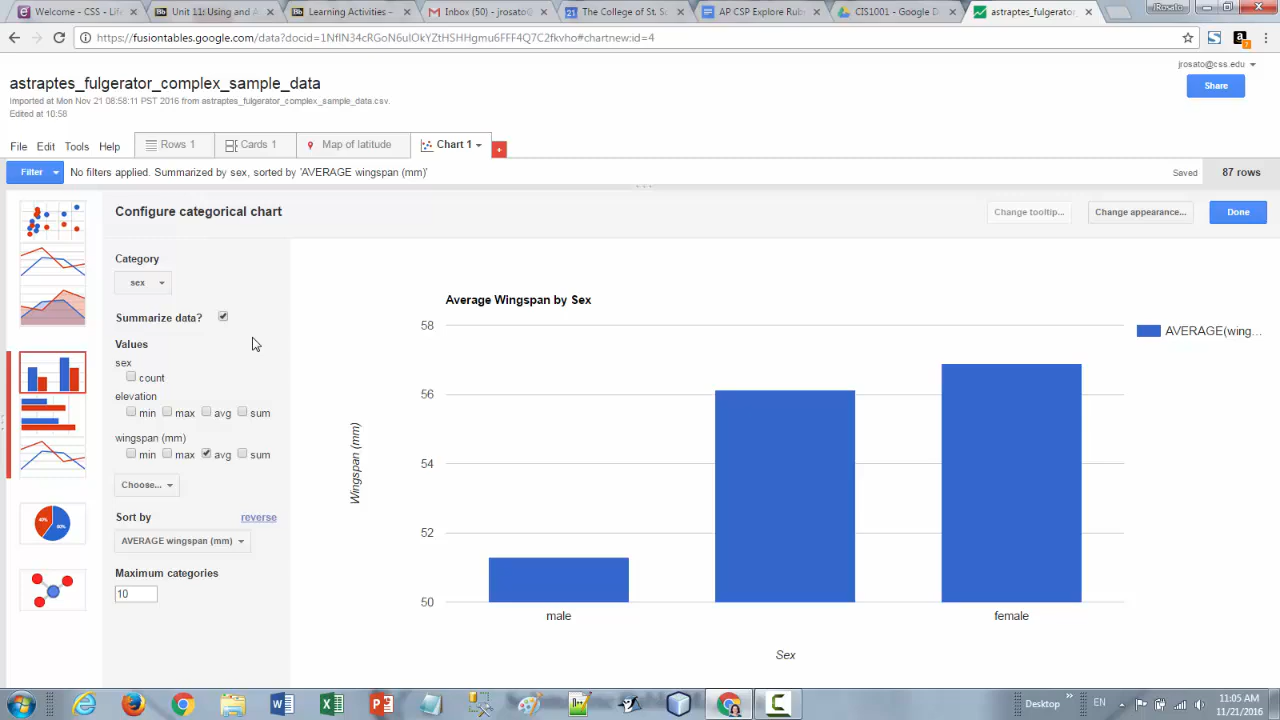 Welcome - CSS - Life
Unit 11: Using and A
Learning Activities –
Inbox (50) - jrosato@c
The College of St. Sc
AP CSP Explore Rub
CIS1001 - Google D
astraptes_fulgerator_
jRosato
https://fusiontables.google.com/data?docid=1NfIN34cRGoN6uIOkYZtHSHHgmu6FFF4Q7C2fkvho#chartnew:id=4
jrosato@css.edu
astraptes_fulgerator_complex_sample_data
Imported at Mon Nov 21 08:58:11 PST 2016 from astraptes_fulgerator_complex_sample_data.csv.
Edited at 10:58
Share
File Edit Tools Help
Rows 1
Cards 1
Map of latitude
Chart 1
+
Filter
No filters applied. Summarized by sex, sorted by 'AVERAGE wingspan (mm)'
Saved
87 rows
Configure categorical chart
Change tooltip...
Change appearance...
Done
Category
sex
Summarize data?
Values
sex
count
elevation
min max avg sum
wingspan (mm)
min max avg sum
Choose...
Sort by reverse
AVERAGE wingspan (mm)
Maximum categories
10
40%
60%
Average Wingspan by Sex
58
56
54
52
50
Wingspan (mm)
male
female
Sex
AVERAGE(wing...
Desktop
EN
11:05 AM
11/21/2016